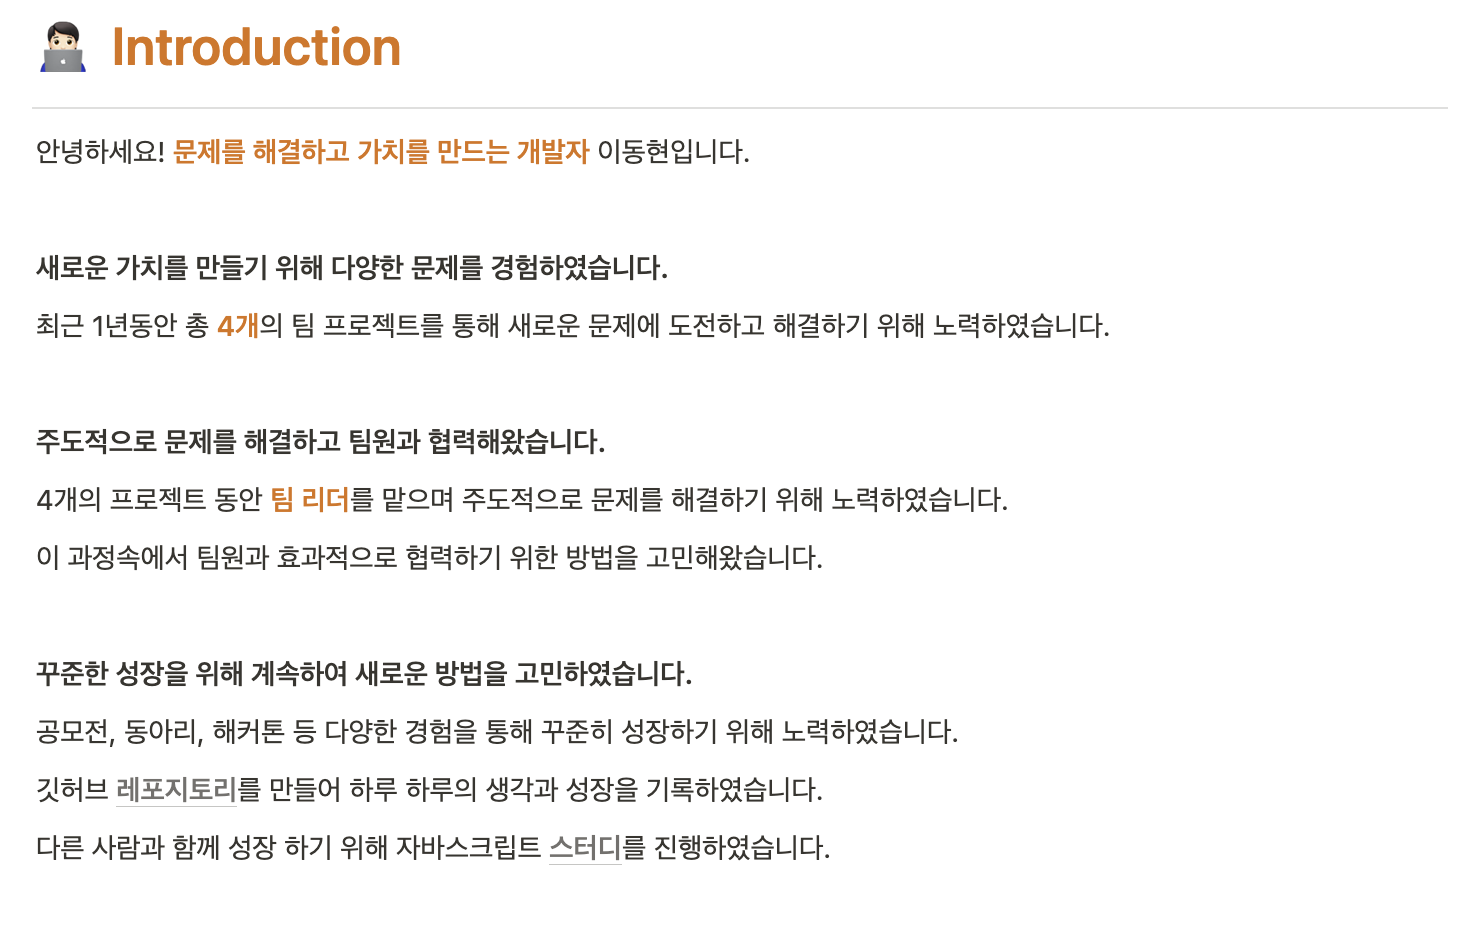 Introduction
안녕하세요! 문제를 해결하고 가치를 만드는 개발자 이동현입니다.
새로운 가치를 만들기 위해 다양한 문제를 경험하였습니다.
최근 1년동안 총 4개의 팀 프로젝트를 통해 새로운 문제에 도전하고 해결하기 위해 노력하였습니다.
주도적으로 문제를 해결하고 팀원과 협력해왔습니다.
4개의 프로젝트 동안 팀 리더를 맡으며 주도적으로 문제를 해결하기 위해 노력하였습니다.
이 과정속에서 팀원과 효과적으로 협력하기 위한 방법을 고민해왔습니다.
꾸준한 성장을 위해 계속하여 새로운 방법을 고민하였습니다.
공모전, 동아리, 해커톤 등 다양한 경험을 통해 꾸준히 성장하기 위해 노력하였습니다.
깃허브 레포지토리를 만들어 하루 하루의 생각과 성장을 기록하였습니다.
다른 사람과 함께 성장 하기 위해 자바스크립트 스터디를 진행하였습니다.